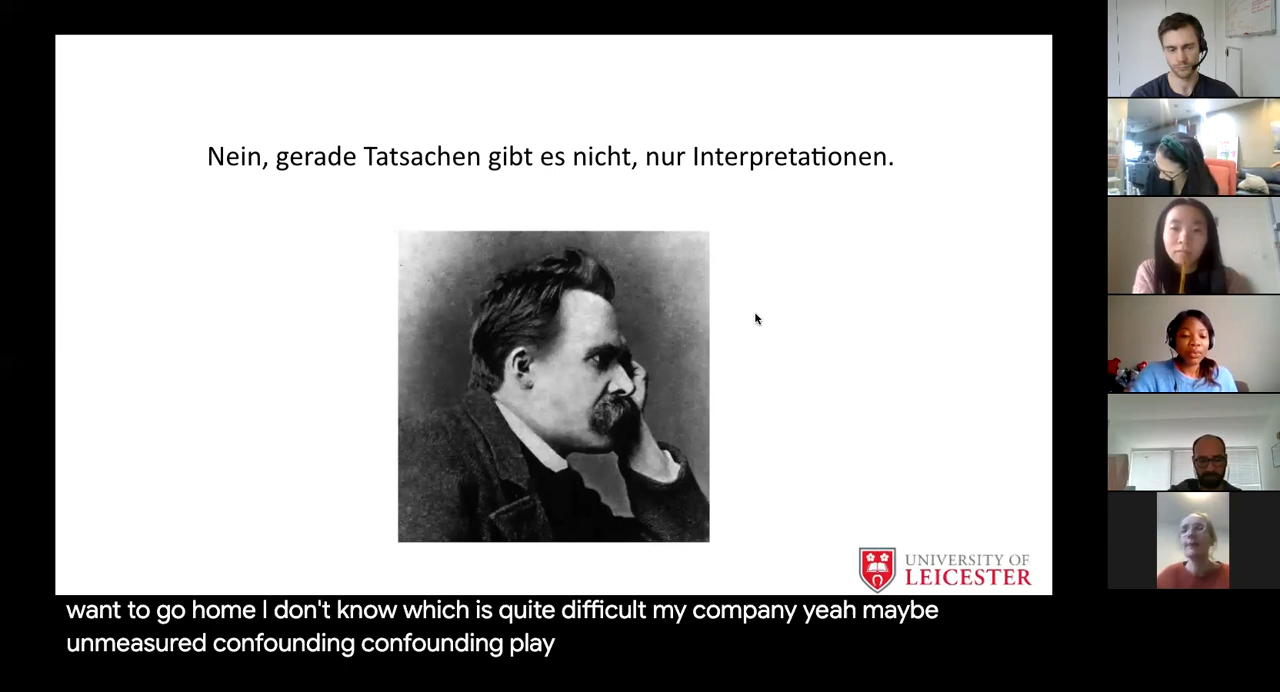 Nein, gerade Tatsachen gibt es nicht, nur Interpretationen.
UNIVERSITY OF
LEICESTER
want to go home I don't know which is quite difficult my company yeah maybe
unmeasured confounding confounding play